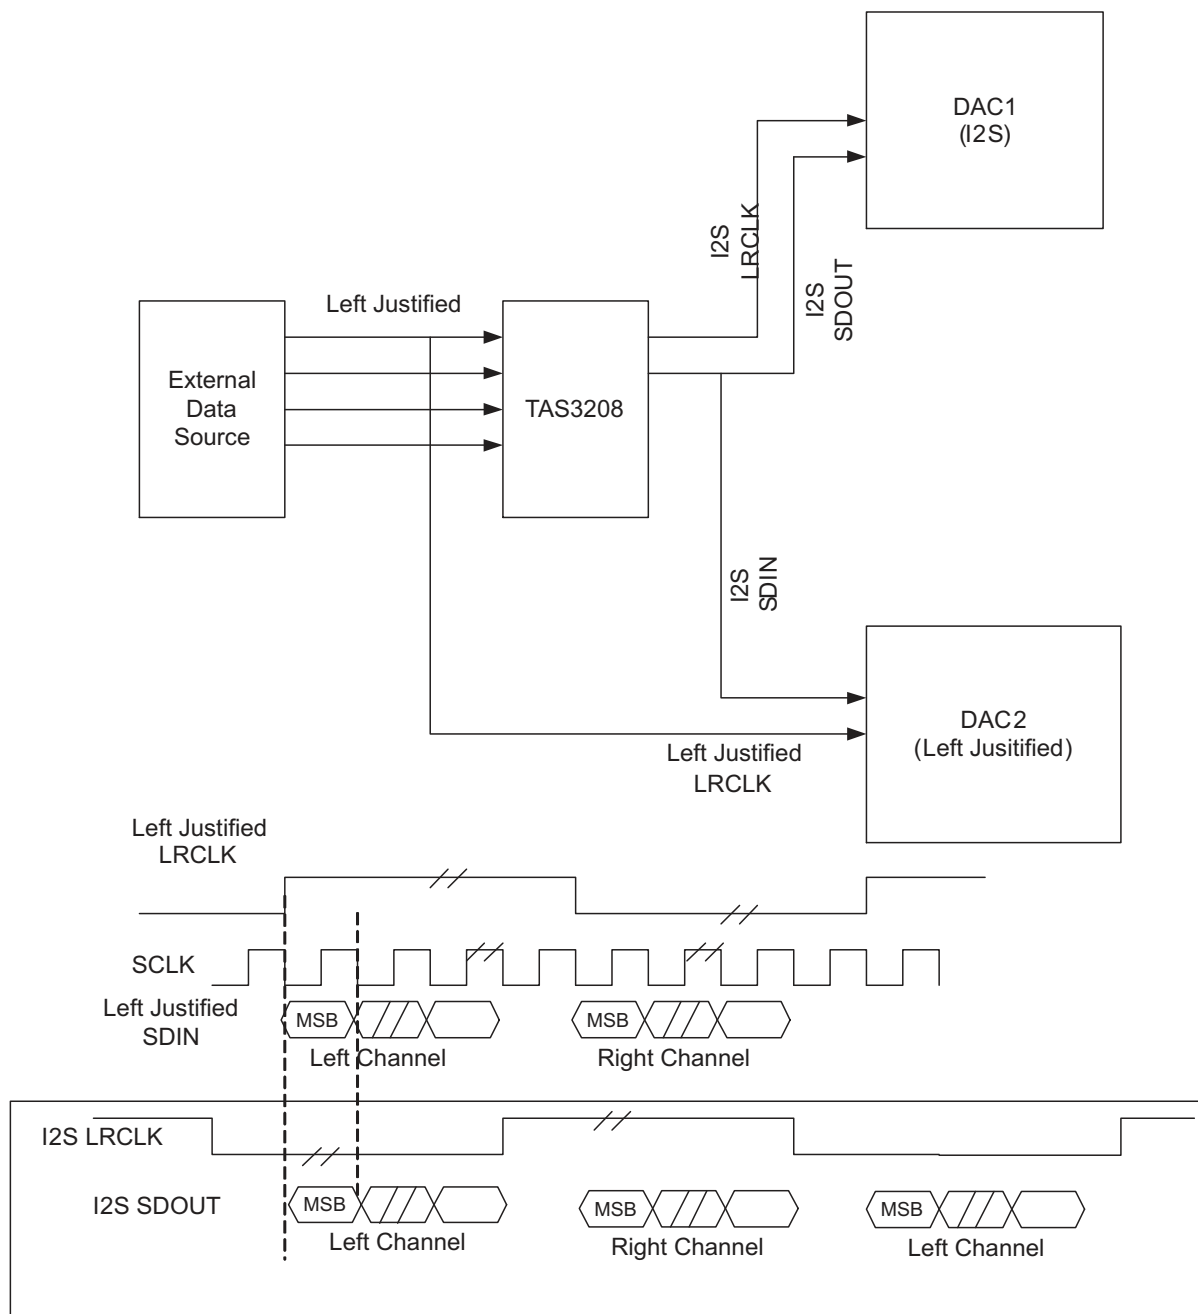 DAC1
(I2S)
I2S
LRCLK
I2S
SDOUT
Left Justified
External
Data
Source
TAS3208
I2S
SDIN
DAC2
(Left Jusitified)
Left Justified
LRCLK
Left Justified
LRCLK
SCLK
Left Justified
SDIN
MSB
MSB
Left Channel
Right Channel
I2S LRCLK
I2S SDOUT
MSB
MSB
MSB
Left Channel
Right Channel
Left Channel